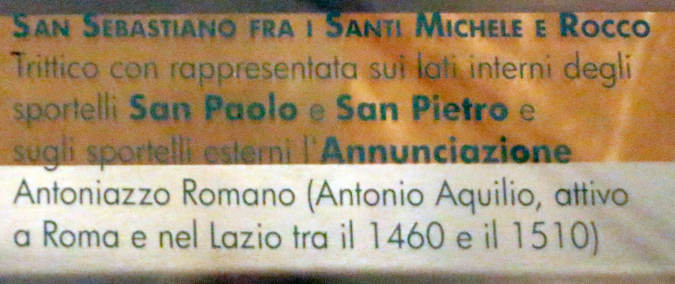 SAN SEBASTIANO FRA I SANTI MICHELE E ROCCO
Trittico con rappresentata sui lati interni degli
sportelli San Paolo e San Pietro e
sugli sportelli esterni l'Annunciazione
Antoniazzo Romano (Antonio Aquilio, attivo
a Roma e nel Lazio tra il 1460 e il 1510)